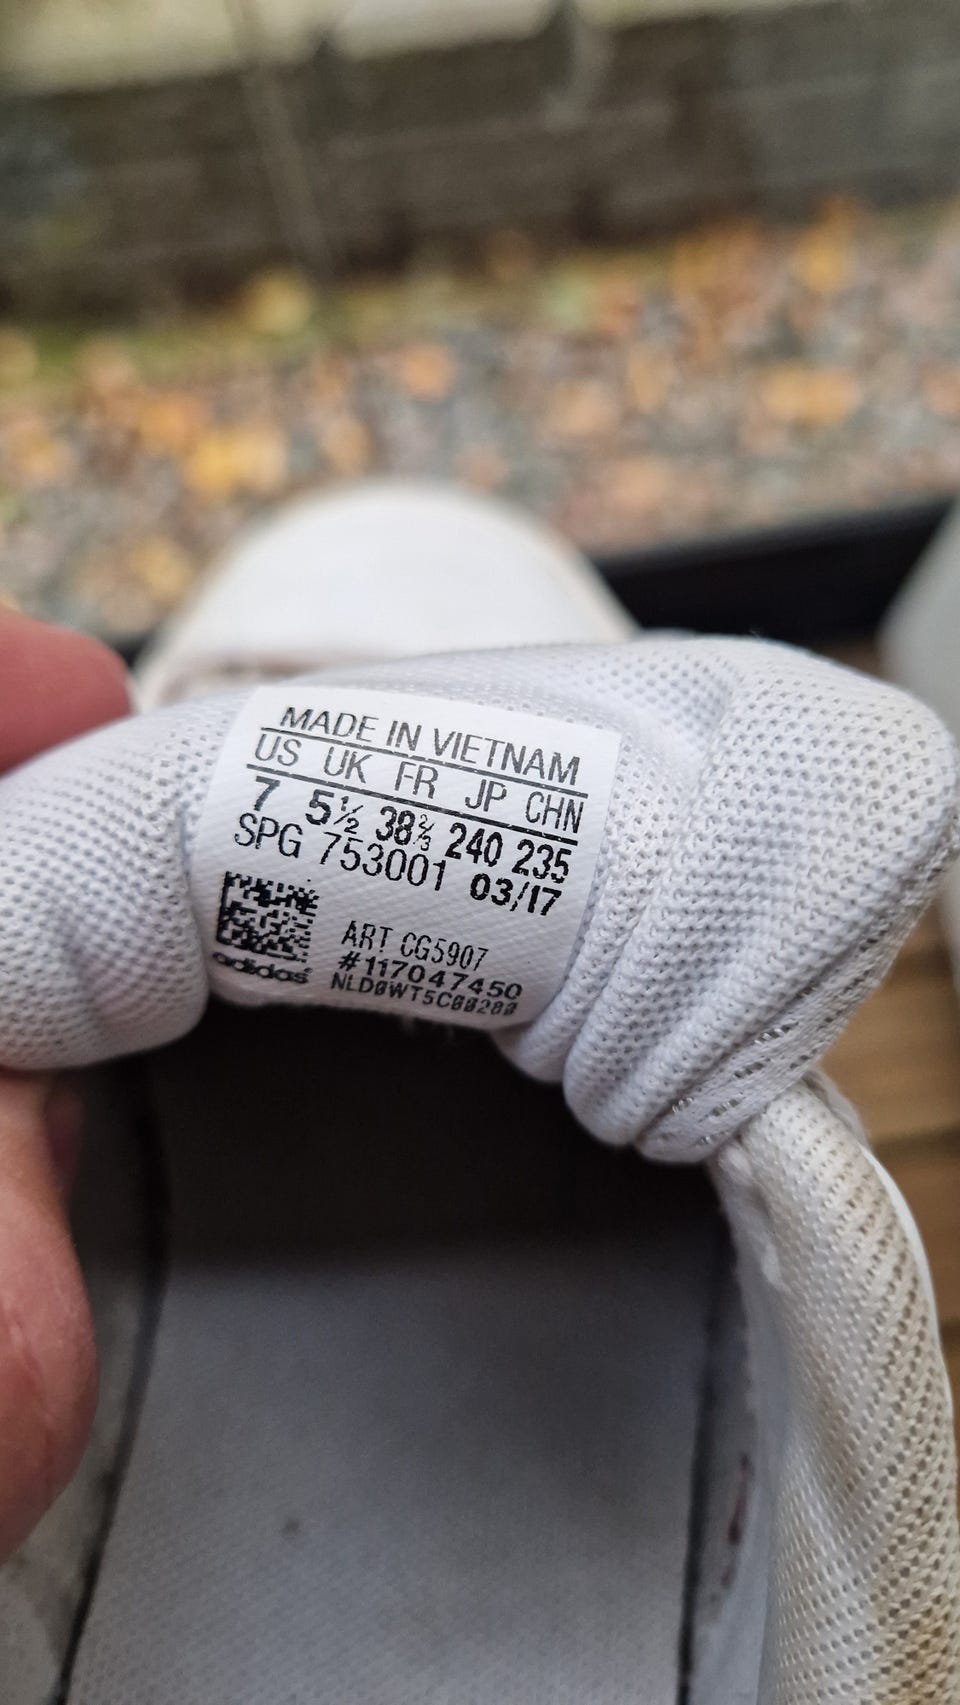 MADE IN VIETNAM
US UK FR JP CHN
7 5½ 38⅔ 240 235
SPG 753001 03/17
ART CG5907
#117047450
adidas NLD0WT5C00280